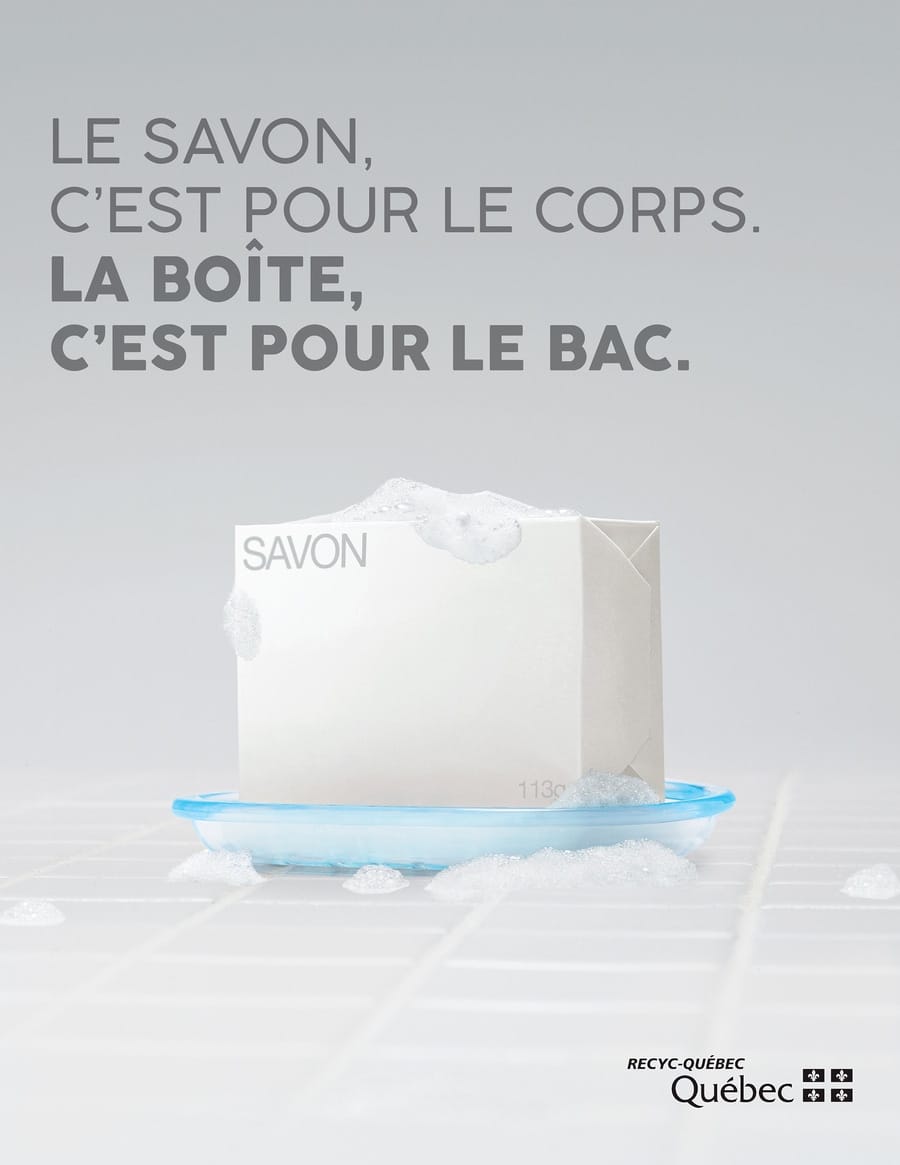 LE SAVON,
C'EST POUR LE CORPS.
LA BOÎTE,
C'EST POUR LE BAC.
SAVON
113g
RECYC-QUÉBEC
Québec